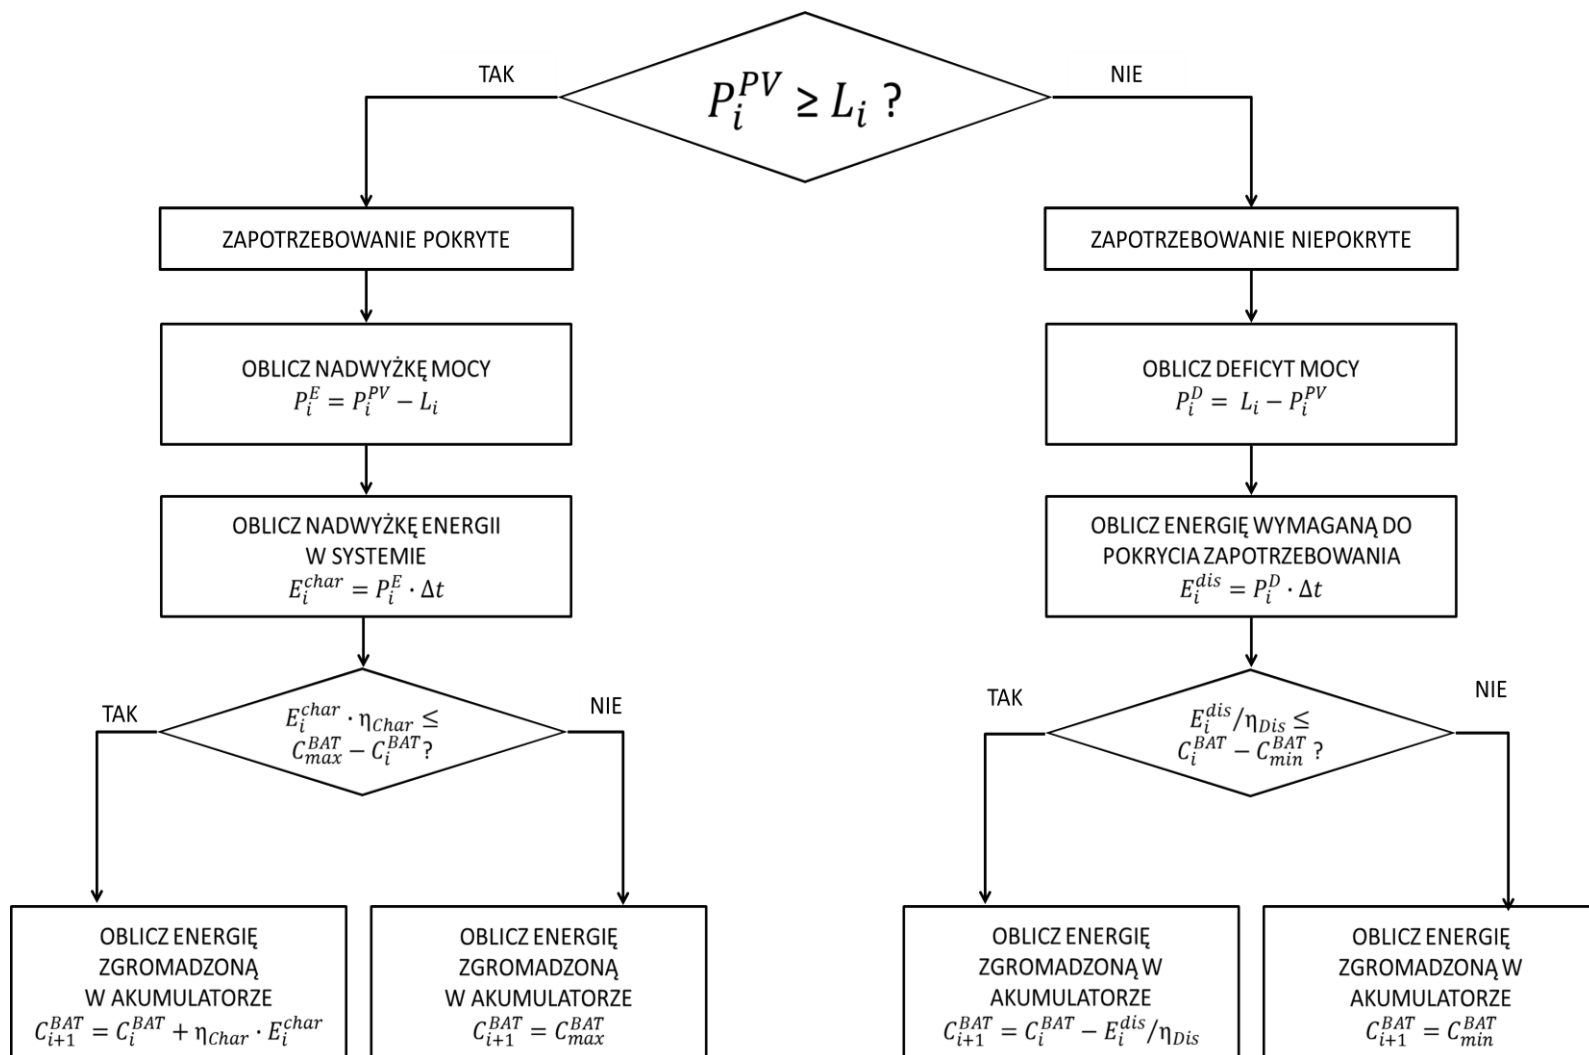 TAK
NIE
P_i^{PV} ≥ L_i ?
ZAPOTRZEBOWANIE POKRYTE
ZAPOTRZEBOWANIE NIEPOKRYTE
OBLICZ NADWYŻKĘ MOCY
P_i^E = P_i^{PV} − L_i
OBLICZ DEFICYT MOCY
P_i^D = L_i − P_i^{PV}
OBLICZ NADWYŻKĘ ENERGII
W SYSTEMIE
E_i^{char} = P_i^E · Δt
OBLICZ ENERGIĘ WYMAGANĄ DO
POKRYCIA ZAPOTRZEBOWANIA
E_i^{dis} = P_i^D · Δt
TAK
E_i^{char} · η_{Char} ≤
C_{max}^{BAT} − C_i^{BAT} ?
NIE
TAK
E_i^{dis}/η_{Dis} ≤
C_i^{BAT} − C_{min}^{BAT} ?
NIE
OBLICZ ENERGIĘ
ZGROMADZONĄ
W AKUMULATORZE
C_{i+1}^{BAT} = C_i^{BAT} + η_{Char} · E_i^{char}
OBLICZ ENERGIĘ
ZGROMADZONĄ
W AKUMULATORZE
C_{i+1}^{BAT} = C_{max}^{BAT}
OBLICZ ENERGIĘ
ZGROMADZONĄ W
AKUMULATORZE
C_{i+1}^{BAT} = C_i^{BAT} − E_i^{dis}/η_{Dis}
OBLICZ ENERGIĘ
ZGROMADZONĄ W
AKUMULATORZE
C_{i+1}^{BAT} = C_{min}^{BAT}